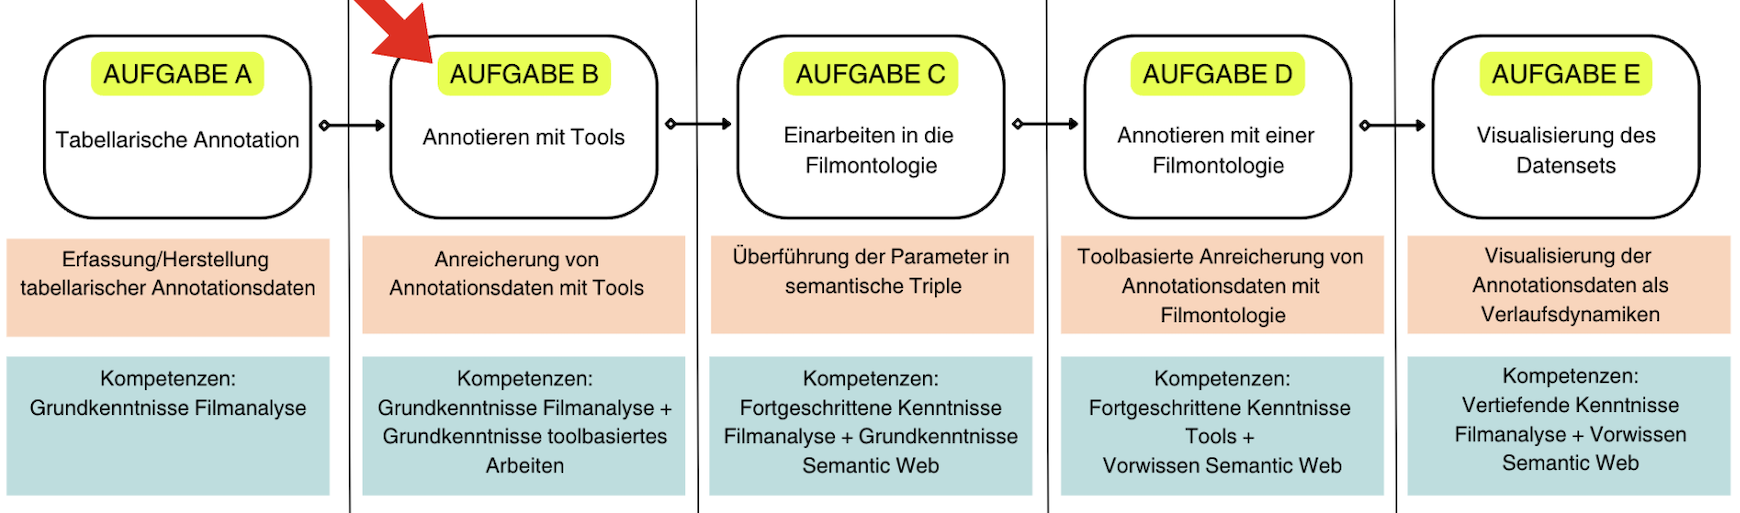 AUFGABE A
Tabellarische Annotation
Erfassung/Herstellung
tabellarischer Annotationsdaten
Kompetenzen:
Grundkenntnisse Filmanalyse
AUFGABE B
Annotieren mit Tools
Anreicherung von
Annotationsdaten mit Tools
Kompetenzen:
Grundkenntnisse Filmanalyse +
Grundkenntnisse toolbasiertes
Arbeiten
AUFGABE C
Einarbeiten in die
Filmontologie
Überführung der Parameter in
semantische Triple
Kompetenzen:
Fortgeschrittene Kenntnisse
Filmanalyse + Grundkenntnisse
Semantic Web
AUFGABE D
Annotieren mit einer
Filmontologie
Toolbasierte Anreicherung von
Annotationsdaten mit
Filmontologie
Kompetenzen:
Fortgeschrittene Kenntnisse
Tools +
Vorwissen Semantic Web
AUFGABE E
Visualisierung des
Datensets
Visualisierung der
Annotationsdaten als
Verlaufsdynamiken
Kompetenzen:
Vertiefende Kenntnisse
Filmanalyse + Vorwissen
Semantic Web